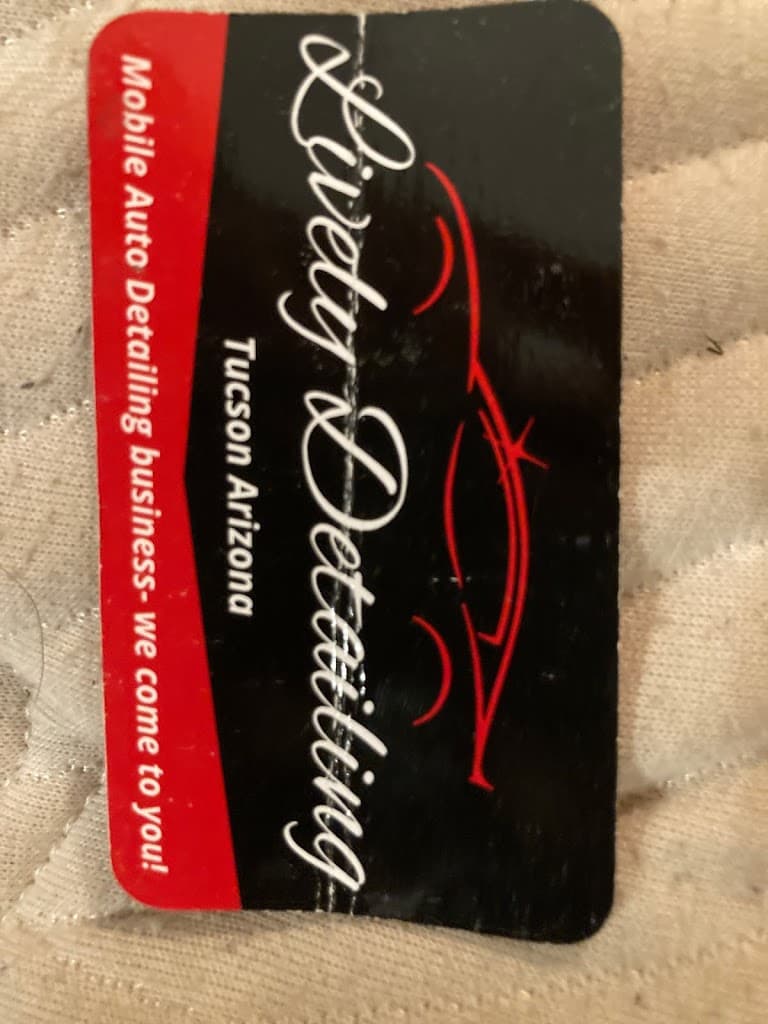 Lively Detailing
Tucson Arizona
Mobile Auto Detailing business- we come to you!